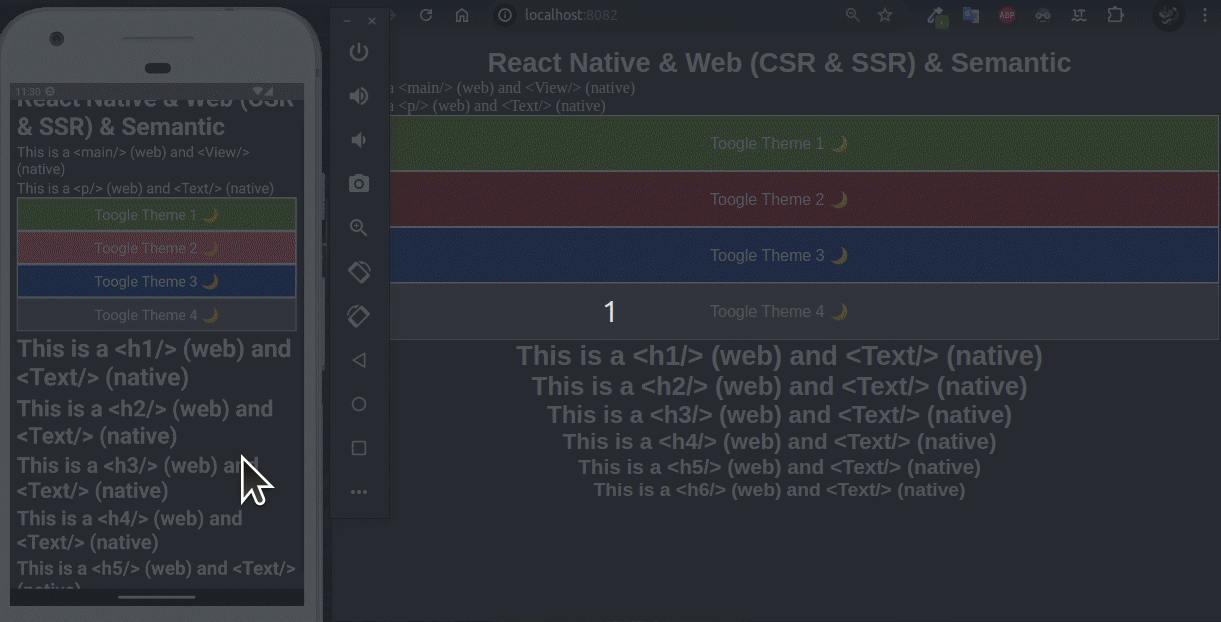 11:30
React Native & Web (CSR
& SSR) & Semantic
This is a <main/> (web) and <View/>
(native)
This is a <p/> (web) and <Text/> (native)
Toogle Theme 1 🌙
Toogle Theme 2 🌙
Toogle Theme 3 🌙
Toogle Theme 4 🌙
This is a <h1/> (web) and
<Text/> (native)
This is a <h2/> (web) and
<Text/> (native)
This is a <h3/> (web) and
<Text/> (native)
This is a <h4/> (web) and
<Text/> (native)
This is a <h5/> (web) and <Text/>
(native)
localhost:8082
ABP
React Native & Web (CSR & SSR) & Semantic
a <main/> (web) and <View/> (native)
a <p/> (web) and <Text/> (native)
Toogle Theme 1 🌙
Toogle Theme 2 🌙
Toogle Theme 3 🌙
1
Toogle Theme 4 🌙
This is a <h1/> (web) and <Text/> (native)
This is a <h2/> (web) and <Text/> (native)
This is a <h3/> (web) and <Text/> (native)
This is a <h4/> (web) and <Text/> (native)
This is a <h5/> (web) and <Text/> (native)
This is a <h6/> (web) and <Text/> (native)